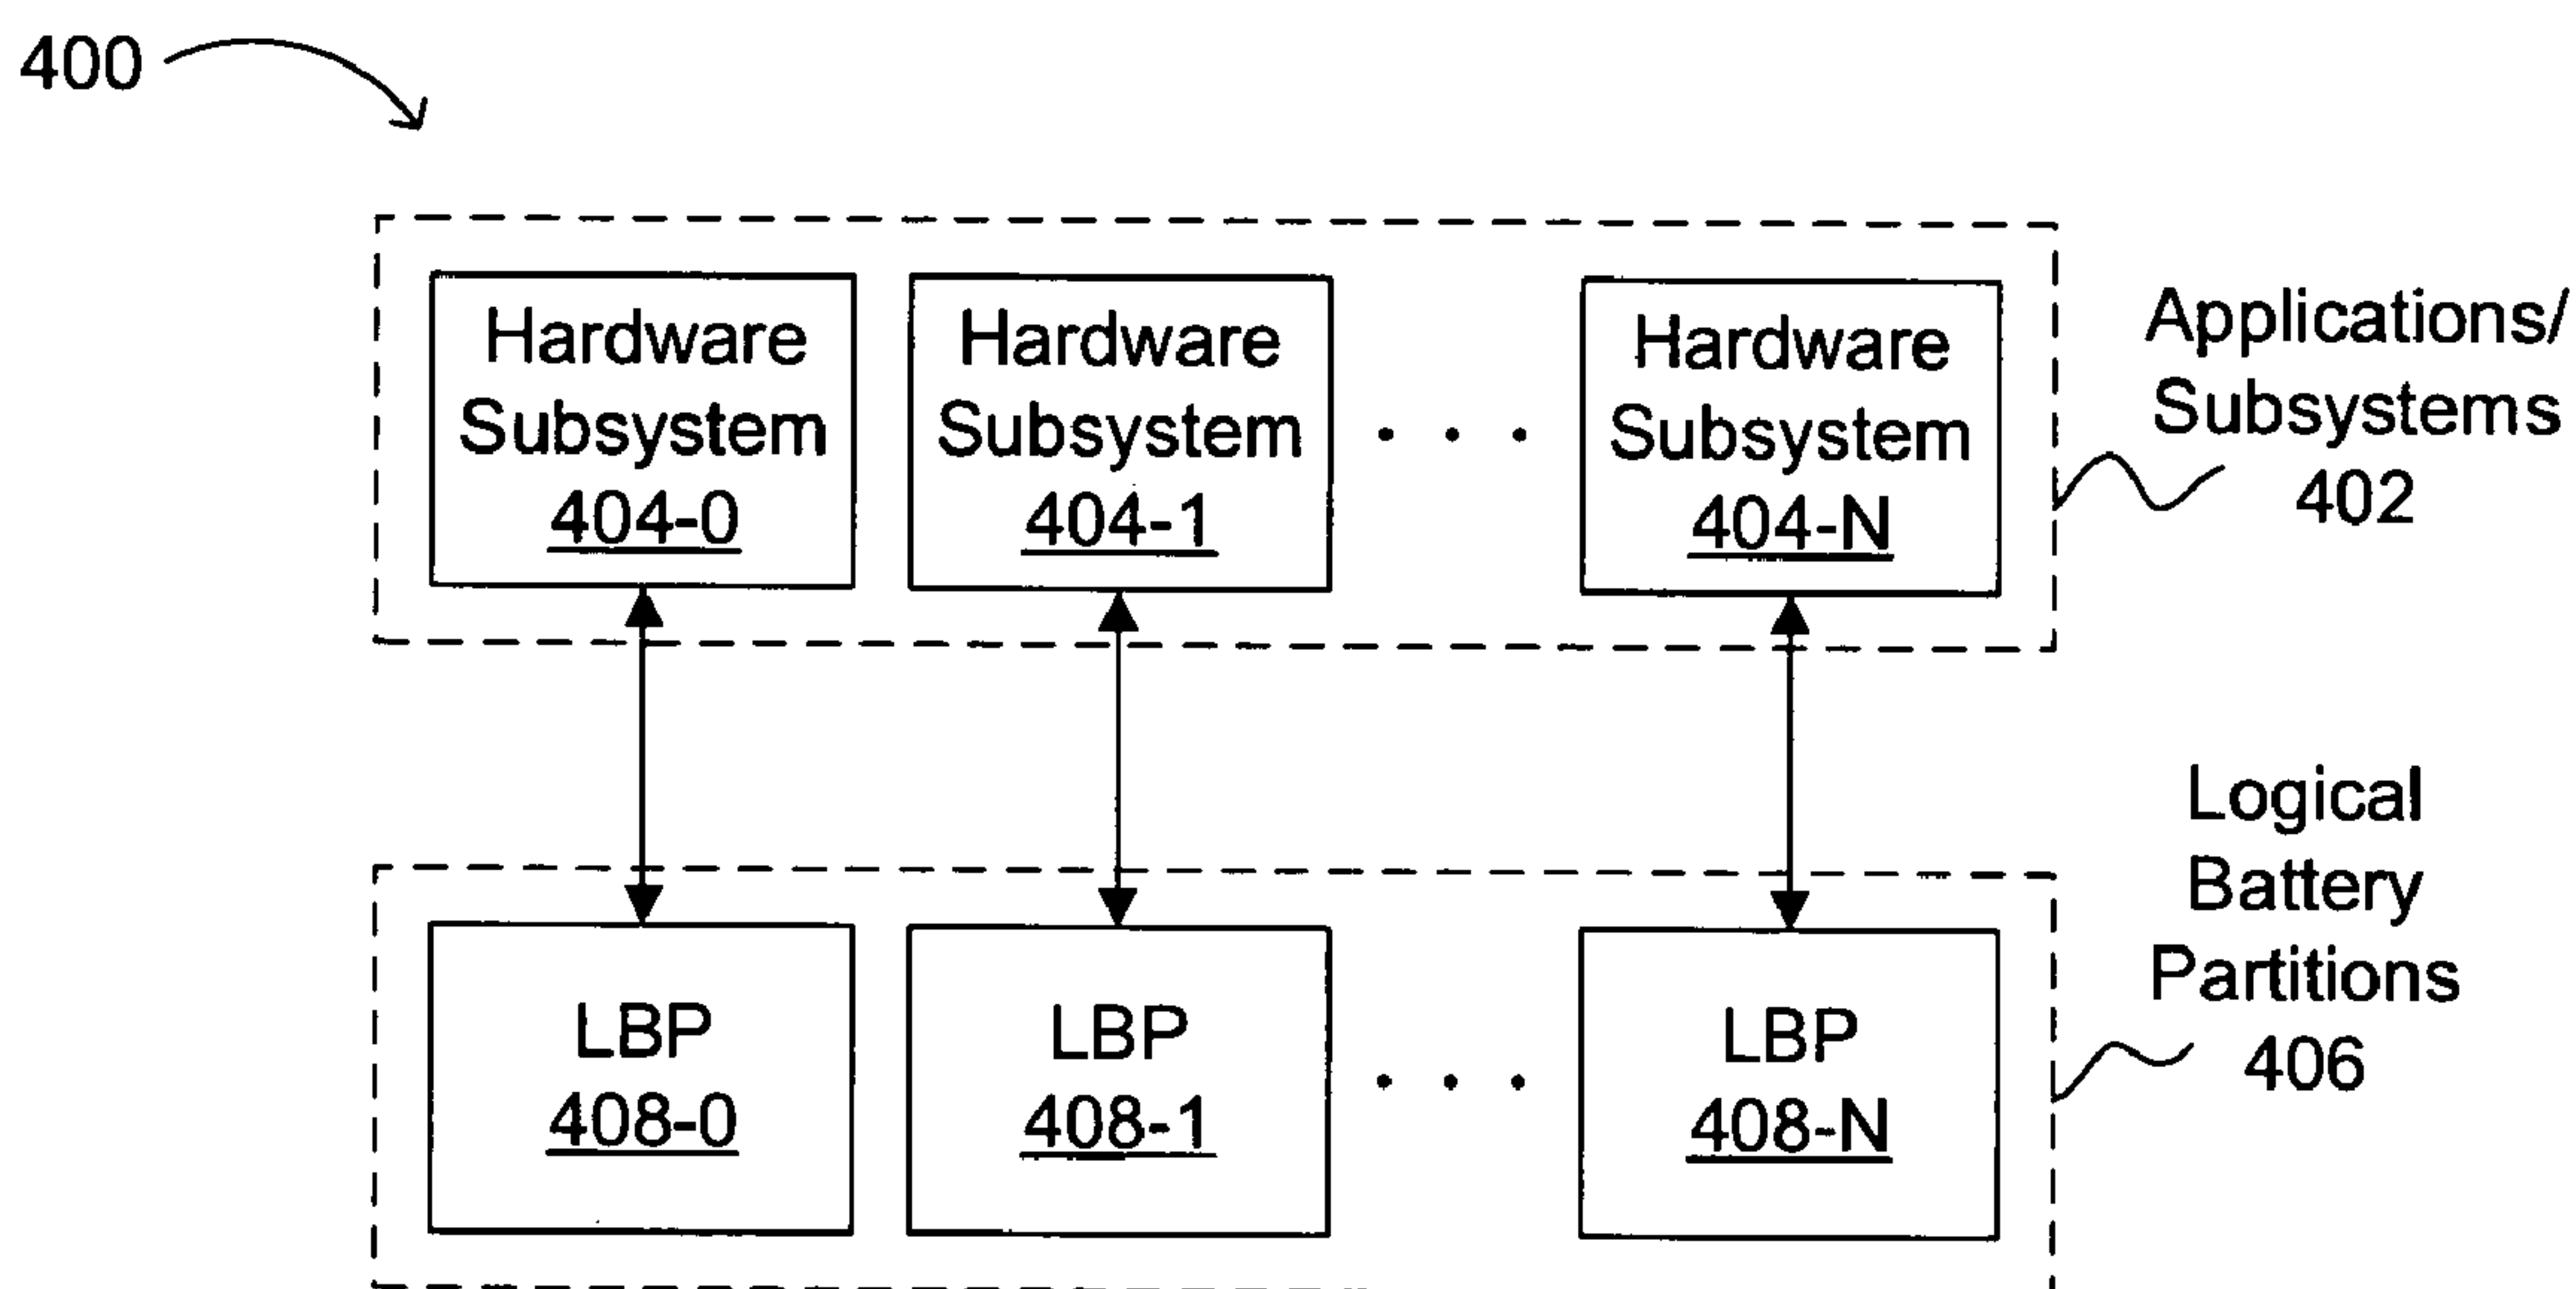 400
Hardware
Subsystem
404-0
Hardware
Subsystem
404-1
Hardware
Subsystem
404-N
Applications/
Subsystems
402
Logical
Battery
Partitions
406
LBP
408-0
LBP
408-1
LBP
408-N